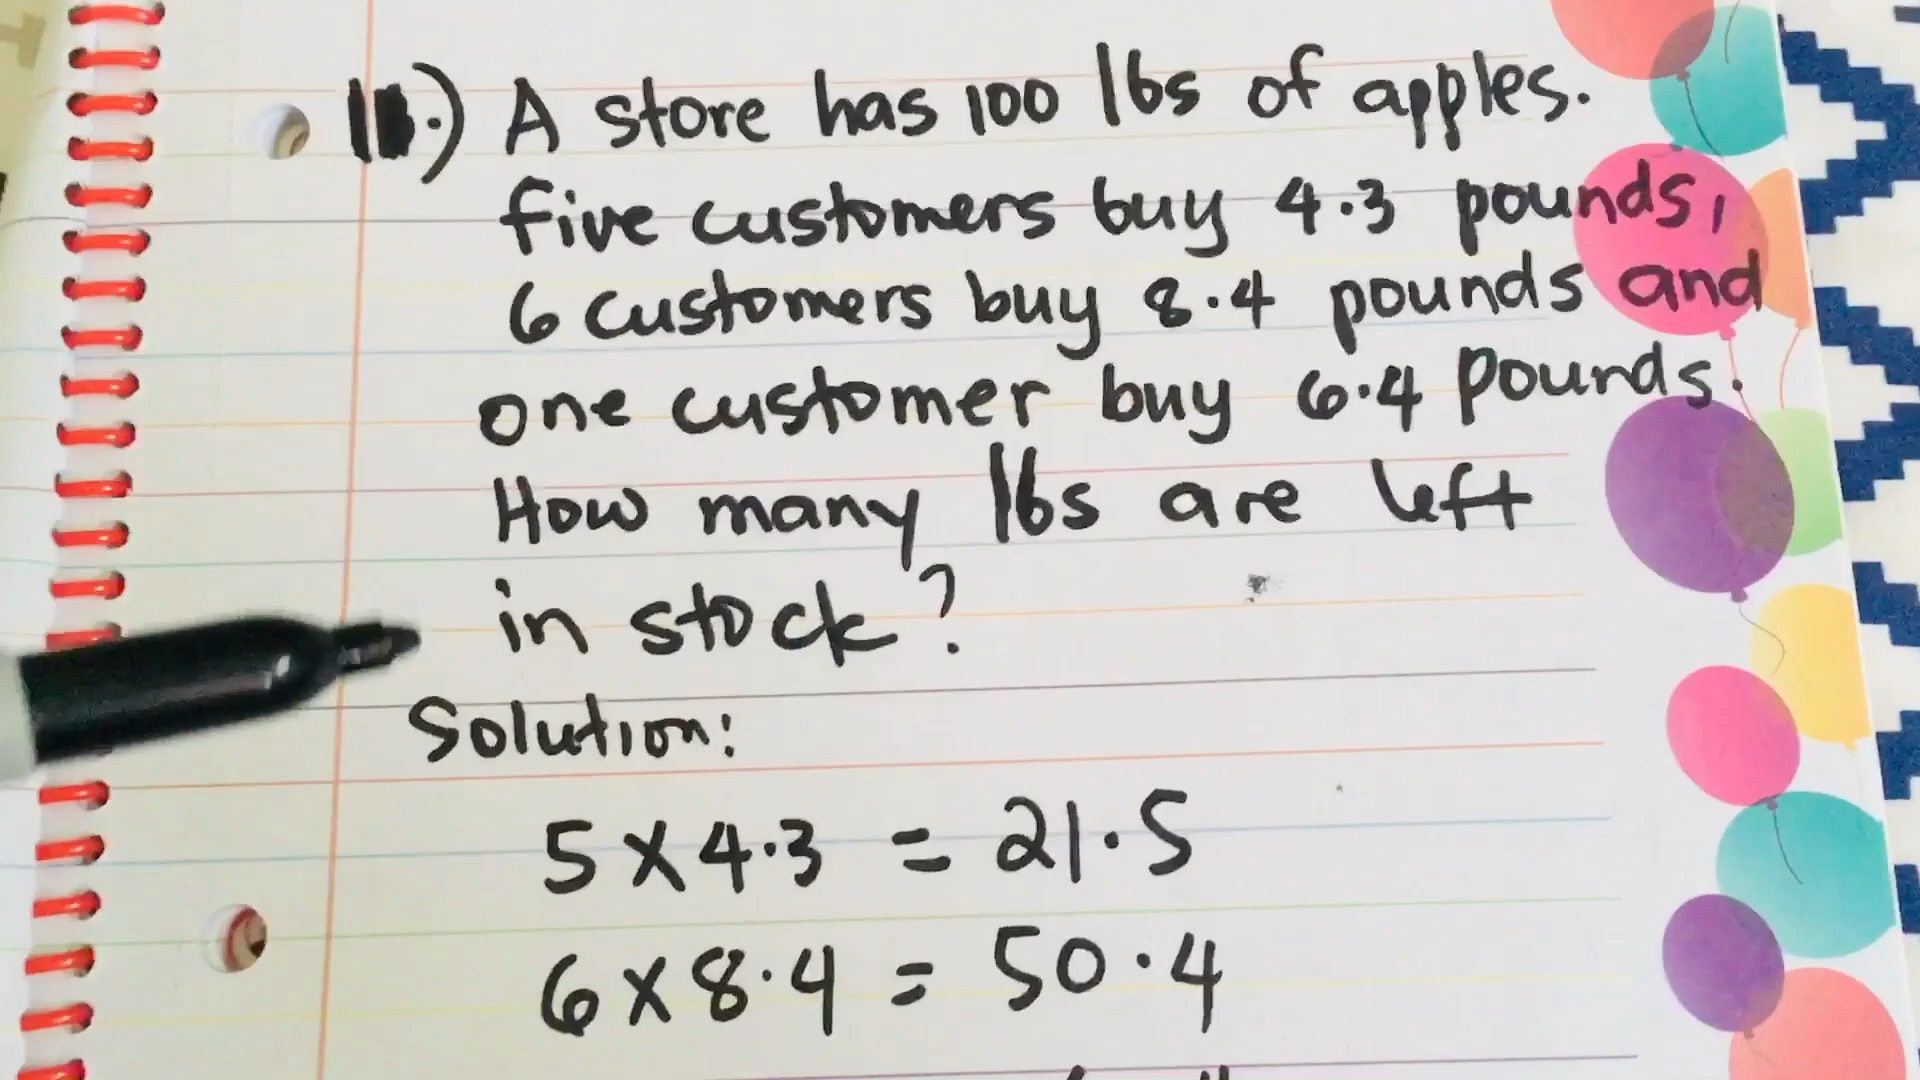 11.) A store has 100 lbs of apples.
five customers buy 4.3 pounds,
6 customers buy 8.4 pounds and
one customer buy 6.4 pounds.
How many lbs are left
in stock?
Solution:
5 x 4.3 = 21.5
6 x 8.4 = 50.4